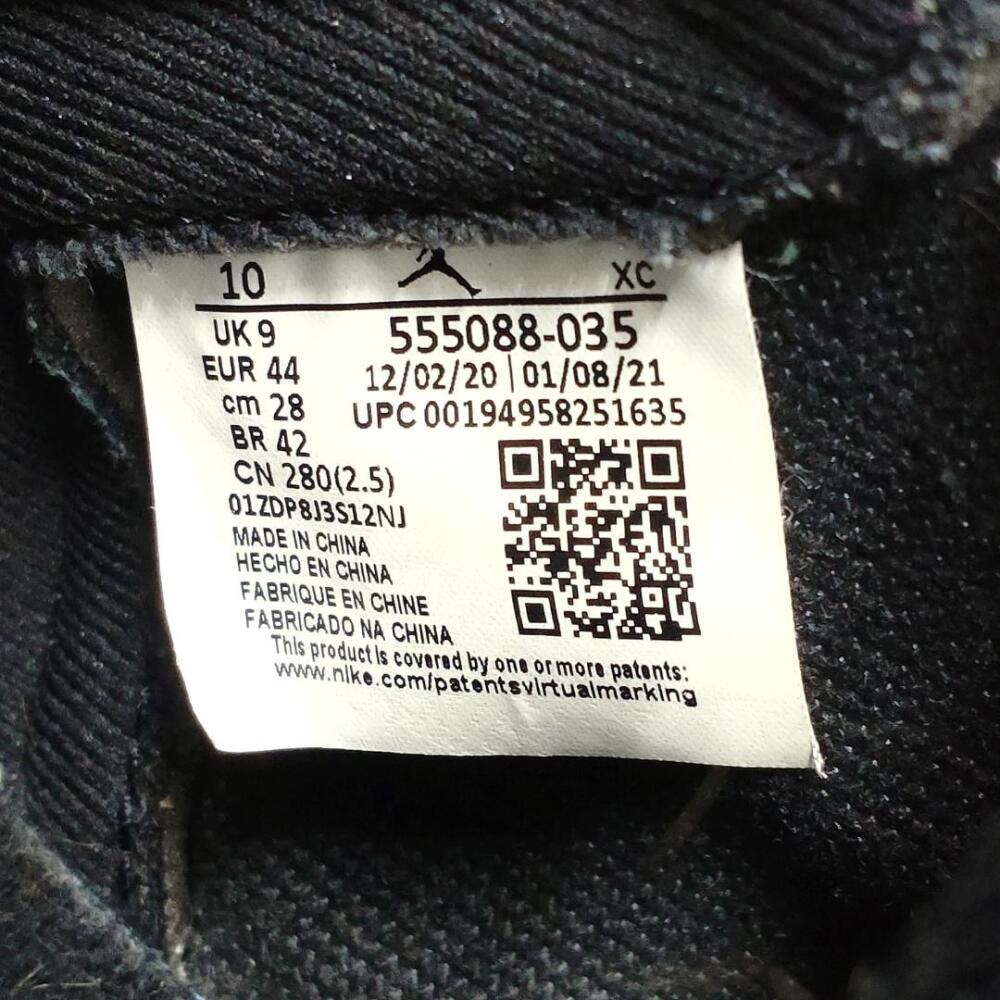 10 XC
UK 9 555088-035
EUR 44 12/02/20 | 01/08/21
cm 28 UPC 00194958251635
BR 42
CN 280(2.5)
01ZDP8J3S12NJ
MADE IN CHINA
HECHO EN CHINA
FABRIQUE EN CHINE
FABRICADO NA CHINA
This product is covered by one or more patents:
www.nike.com/patentsvirtualmarking